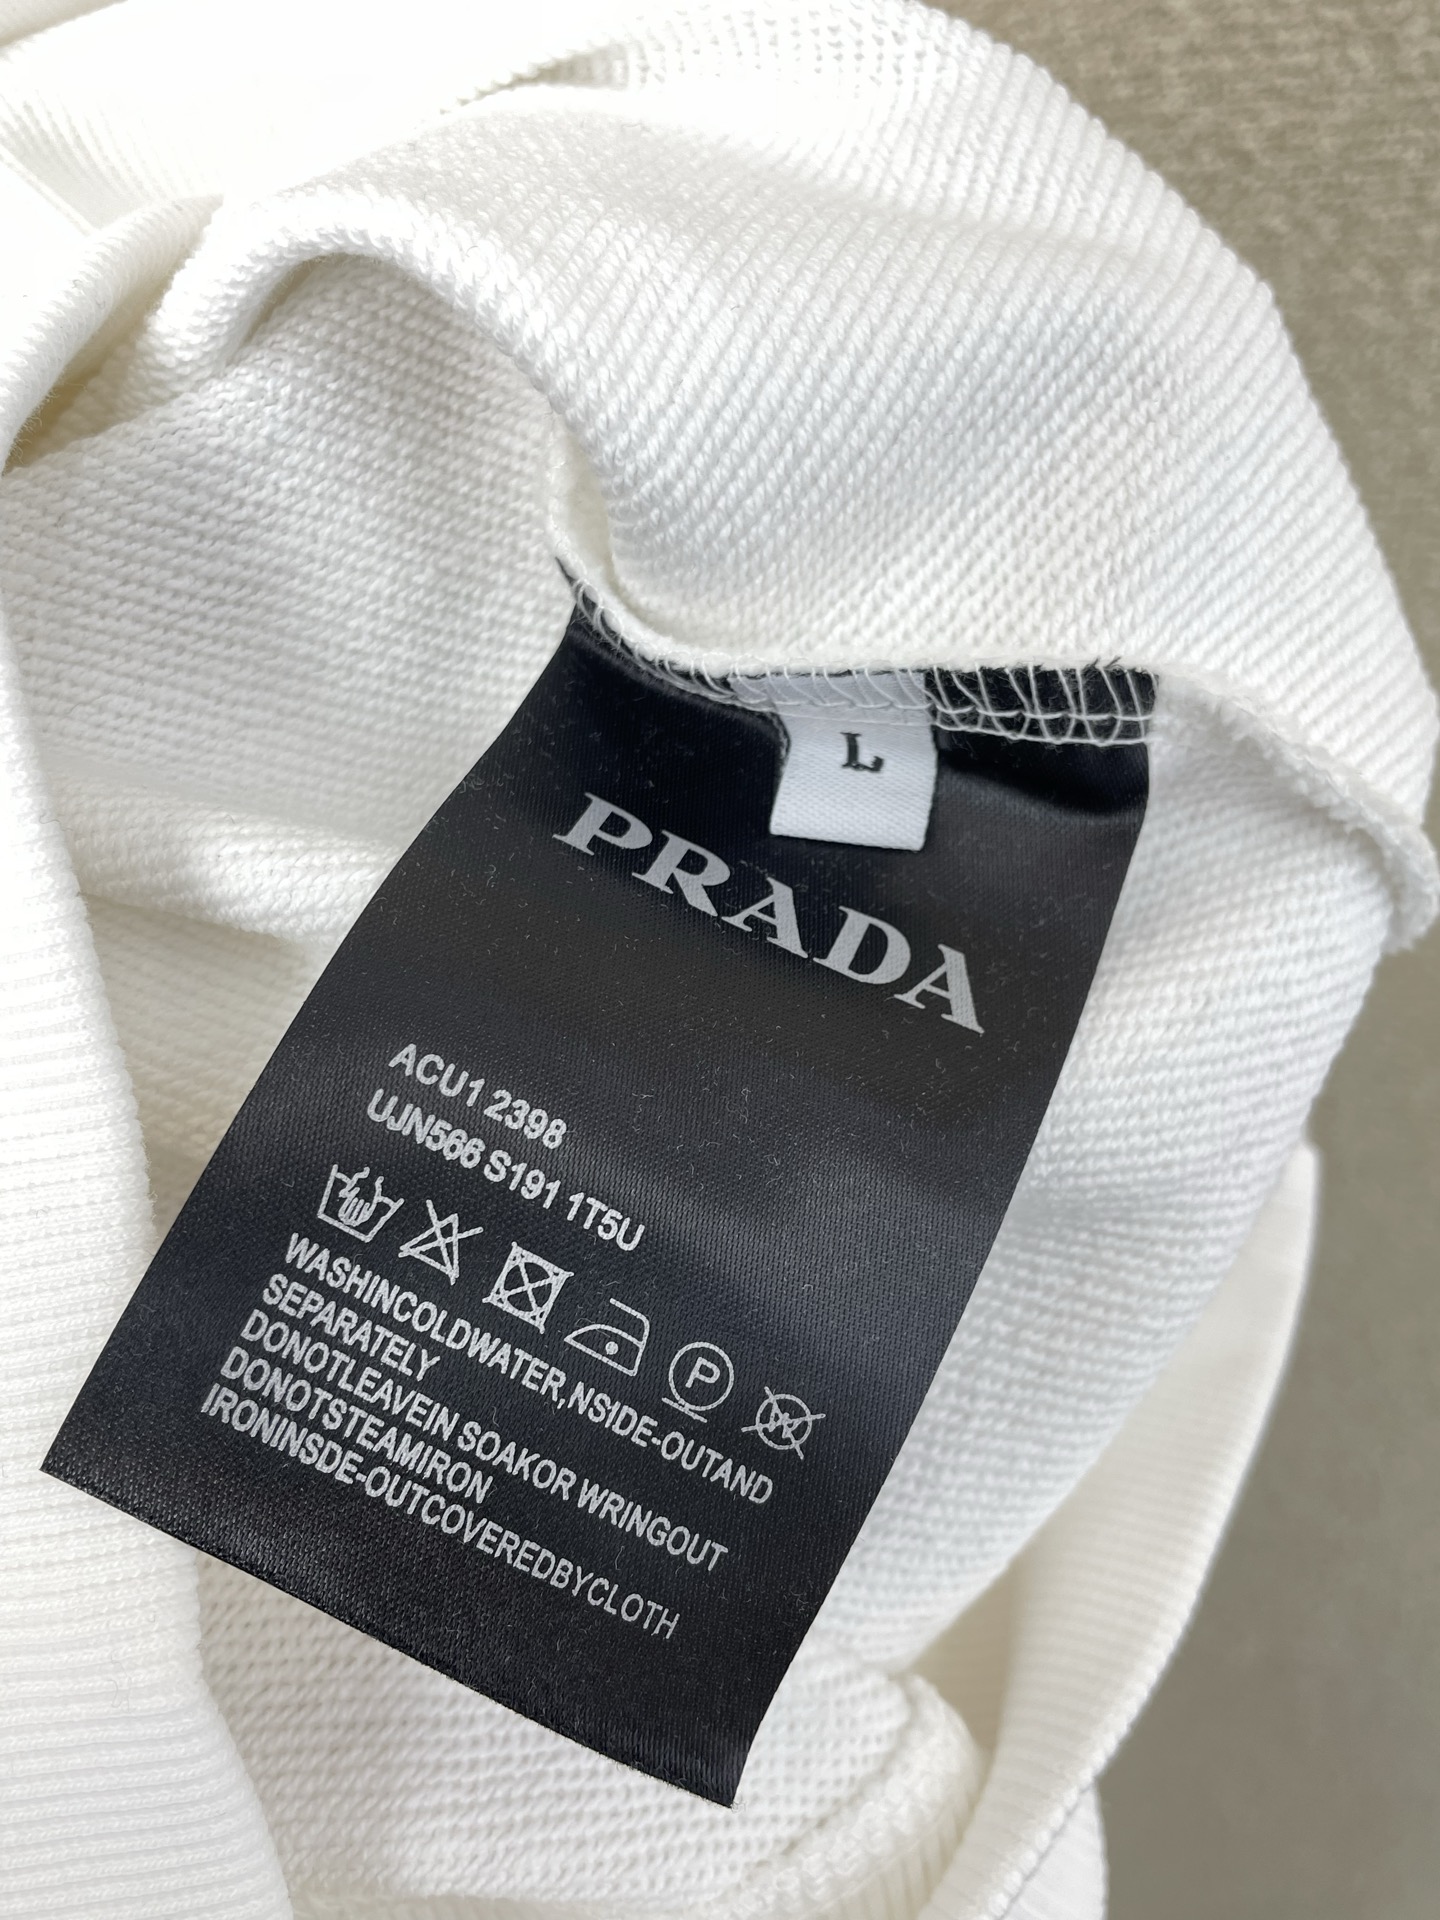 L
PRADA
ACU1 2398
UJN566 S191 1T5U
P
W
WASHINCOLDWATER,NSIDE-OUTAND
SEPARATELY
DONOTLEAVEIN SOAKOR WRINGOUT
DONOTSTEAMIRON
IRONINSDE-OUTCOVEREDBYCLOTH